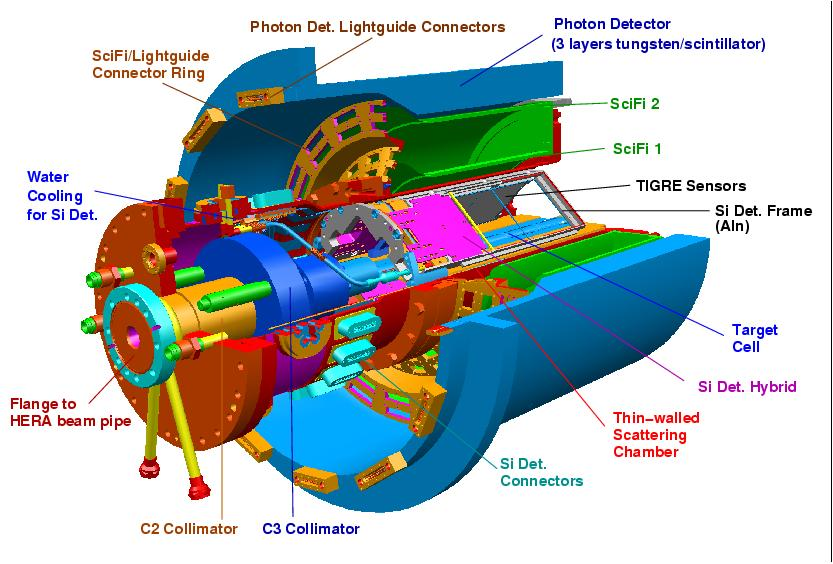 Photon Det. Lightguide Connectors
Photon Detector
(3 layers tungsten/scintillator)
SciFi/Lightguide
Connector Ring
SciFi 2
SciFi 1
Water
Cooling
for Si Det.
TIGRE Sensors
Si Det. Frame
(Aln)
Target
Cell
Si Det. Hybrid
Flange to
HERA beam pipe
Thin-walled
Scattering
Chamber
Si Det.
Connectors
C2 Collimator
C3 Collimator